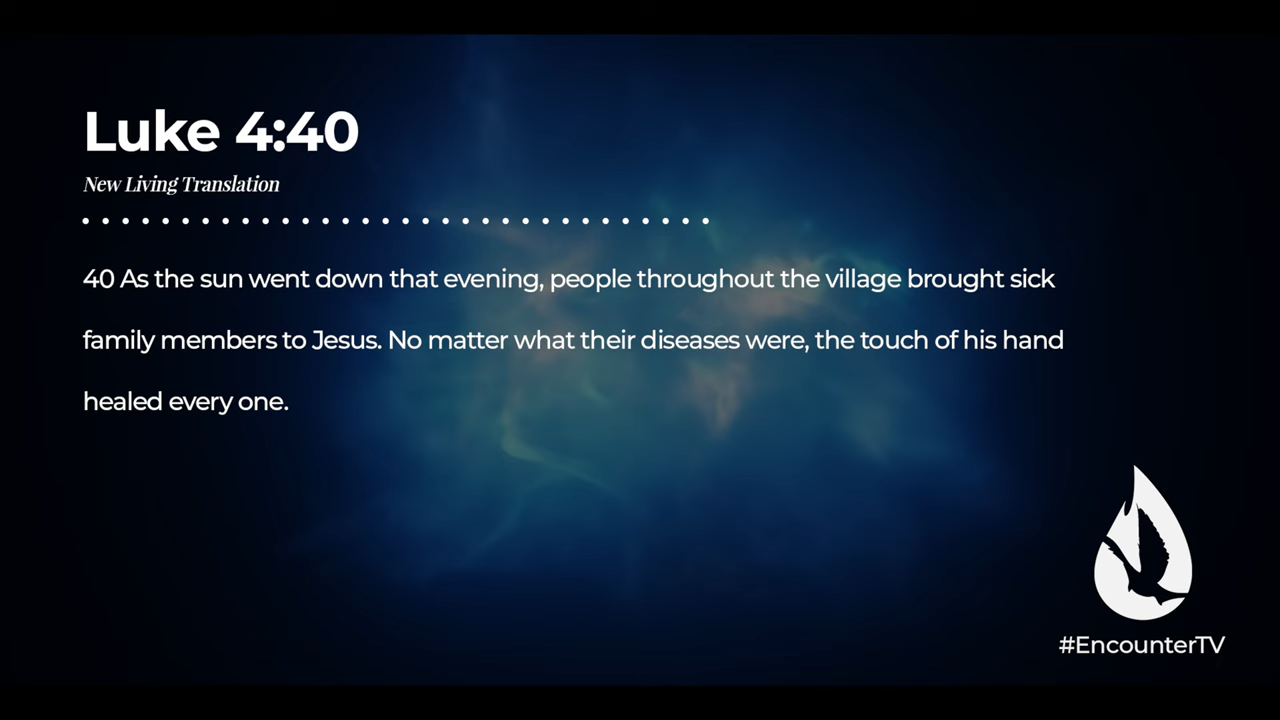 Luke 4:40
New Living Translation
40 As the sun went down that evening, people throughout the village brought sick
family members to Jesus. No matter what their diseases were, the touch of his hand
healed every one.
#EncounterTV